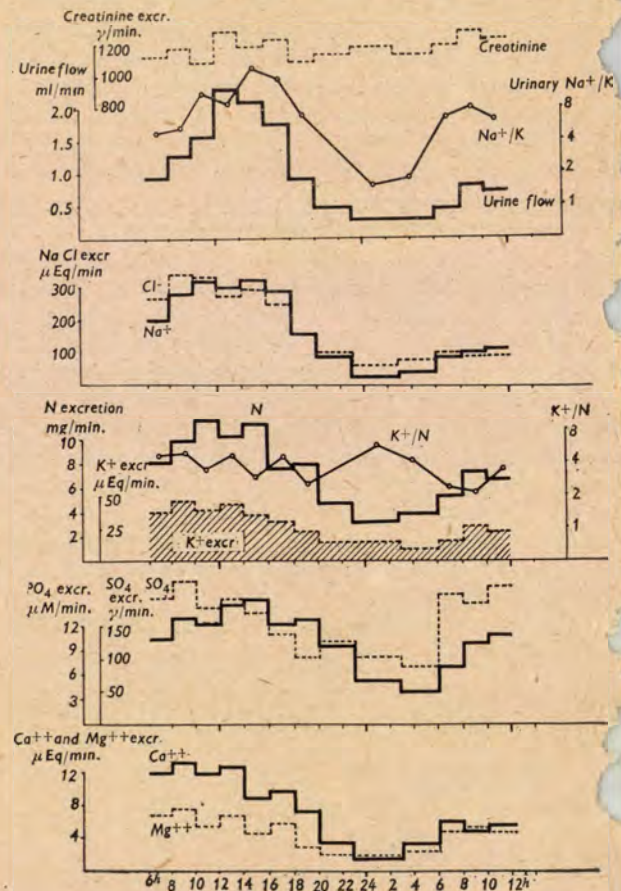 Creatinine excr.
γ/min.
1200
1000
800
Creatinine
Urine flow
ml/min
2.0
1.5
1.0
0.5
Urinary Na+/K
8
4
2
1
Na+/K
Urine flow
Na Cl excr
μ Eq/min
300
200
100
Cl-
Na+
N excretion
mg/min.
10
8
6
4
2
N
K+/N
K+/N
8
4
2
1
K+ excr
μ Eq/min.
50
25
K+excr
PO4 excr.
μ M/min.
12
9
6
3
SO4
excr.
γ/min.
150
100
50
SO4
Ca++ and Mg++ excr.
μ Eq/min.
12
8
4
Ca++
Mg++
6h 8 10 12 14 16 18 20 22 24 2 4 6 8 10 12h